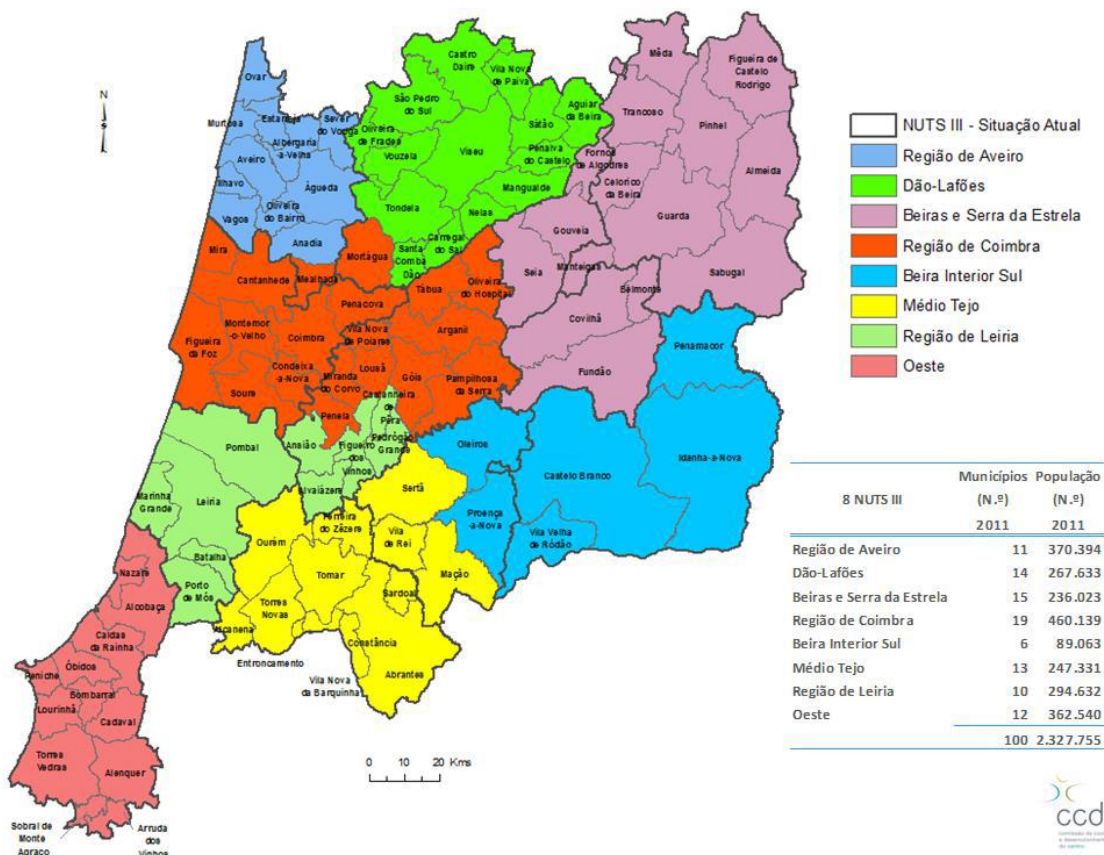 Ovar
Murtosa
Estarreja
Sever
do Vouga
Albergaria
-a-Velha
Aveiro
Ílhavo
Águeda
Oliveira
do Bairro
Vagos
Anadia
Castro
Daire
Vila Nova
de Paiva
São Pedro
do Sul
Aguiar
da Beira
Sátão
Oliveira
de Frades
Vouzela
Viseu
Penalva
do Castelo
Mangualde
Tondela
Nelas
Carregal
do Sal
Santa
Comba
Dão
Mêda
Figueira de
Castelo
Rodrigo
Trancoso
Pinhel
Fornos
de Algodres
Celorico
da Beira
Almeida
Guarda
Gouveia
Seia
Manteigas
Sabugal
Belmonte
Covilhã
Fundão
Mira
Cantanhede
Mealhada
Mortágua
Penacova
Tábua
Oliveira
do Hospital
Montemor
-o-Velho
Coimbra
Vila Nova
de Poiares
Arganil
Figueira
da Foz
Condeixa
-a-Nova
Lousã
Miranda
do Corvo
Góis
Pampilhosa
da Serra
Soure
Penela
Castanheira
de
Pêra
Pombal
Ansião
Figueiró
dos
Vinhos
Pedrógão
Grande
Alvaiázere
Marinha
Grande
Leiria
Batalha
Porto
de Mós
Penamacor
Idanha-a-Nova
Castelo Branco
Oleiros
Proença
-a-Nova
Vila Velha
de Ródão
Sertã
Ferreira
do Zêzere
Vila
de Rei
Ourém
Tomar
Mação
Sardoal
Torres
Novas
Alcanena
Constância
Abrantes
Entroncamento
Vila Nova
da Barquinha
Nazaré
Alcobaça
Caldas
da Rainha
Óbidos
Peniche
Bombarral
Lourinhã
Cadaval
Torres
Vedras
Alenquer
Sobral de
Monte
Agraço
Arruda
dos
Vinhos
N
0 10 20 Kms
NUTS III - Situação Atual
Região de Aveiro
Dão-Lafões
Beiras e Serra da Estrela
Região de Coimbra
Beira Interior Sul
Médio Tejo
Região de Leiria
Oeste
8 NUTS III Municípios (N.º) 2011 População (N.º) 2011
Região de Aveiro 11 370.394
Dão-Lafões 14 267.633
Beiras e Serra da Estrela 15 236.023
Região de Coimbra 19 460.139
Beira Interior Sul 6 89.063
Médio Tejo 13 247.331
Região de Leiria 10 294.632
Oeste 12 362.540
100 2.327.755
ccd